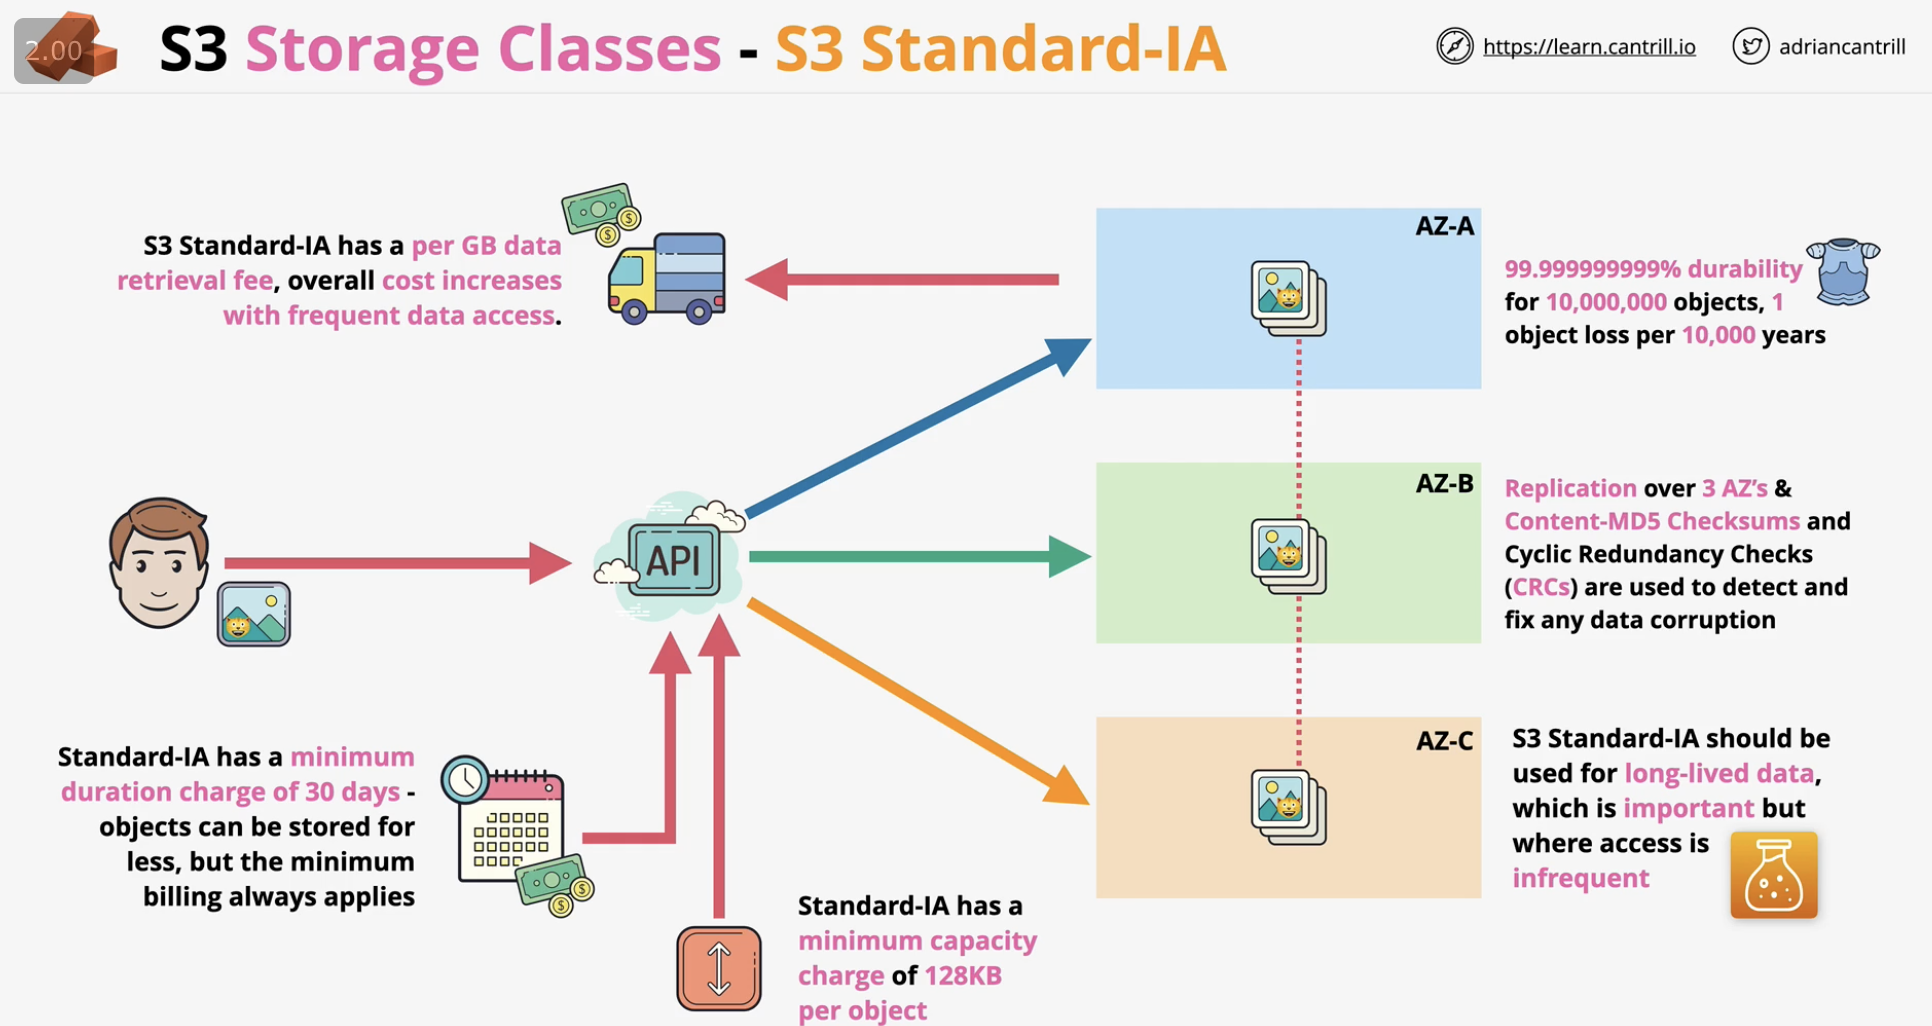 2.00
S3 Storage Classes - S3 Standard-IA
https://learn.cantrill.io
adriancantrill
S3 Standard-IA has a per GB data
retrieval fee, overall cost increases
with frequent data access.
AZ-A
99.999999999% durability
for 10,000,000 objects, 1
object loss per 10,000 years
API
AZ-B
Replication over 3 AZ's &
Content-MD5 Checksums and
Cyclic Redundancy Checks
(CRCs) are used to detect and
fix any data corruption
Standard-IA has a minimum
duration charge of 30 days -
objects can be stored for
less, but the minimum
billing always applies
Standard-IA has a
minimum capacity
charge of 128KB
per object
AZ-C
S3 Standard-IA should be
used for long-lived data,
which is important but
where access is
infrequent